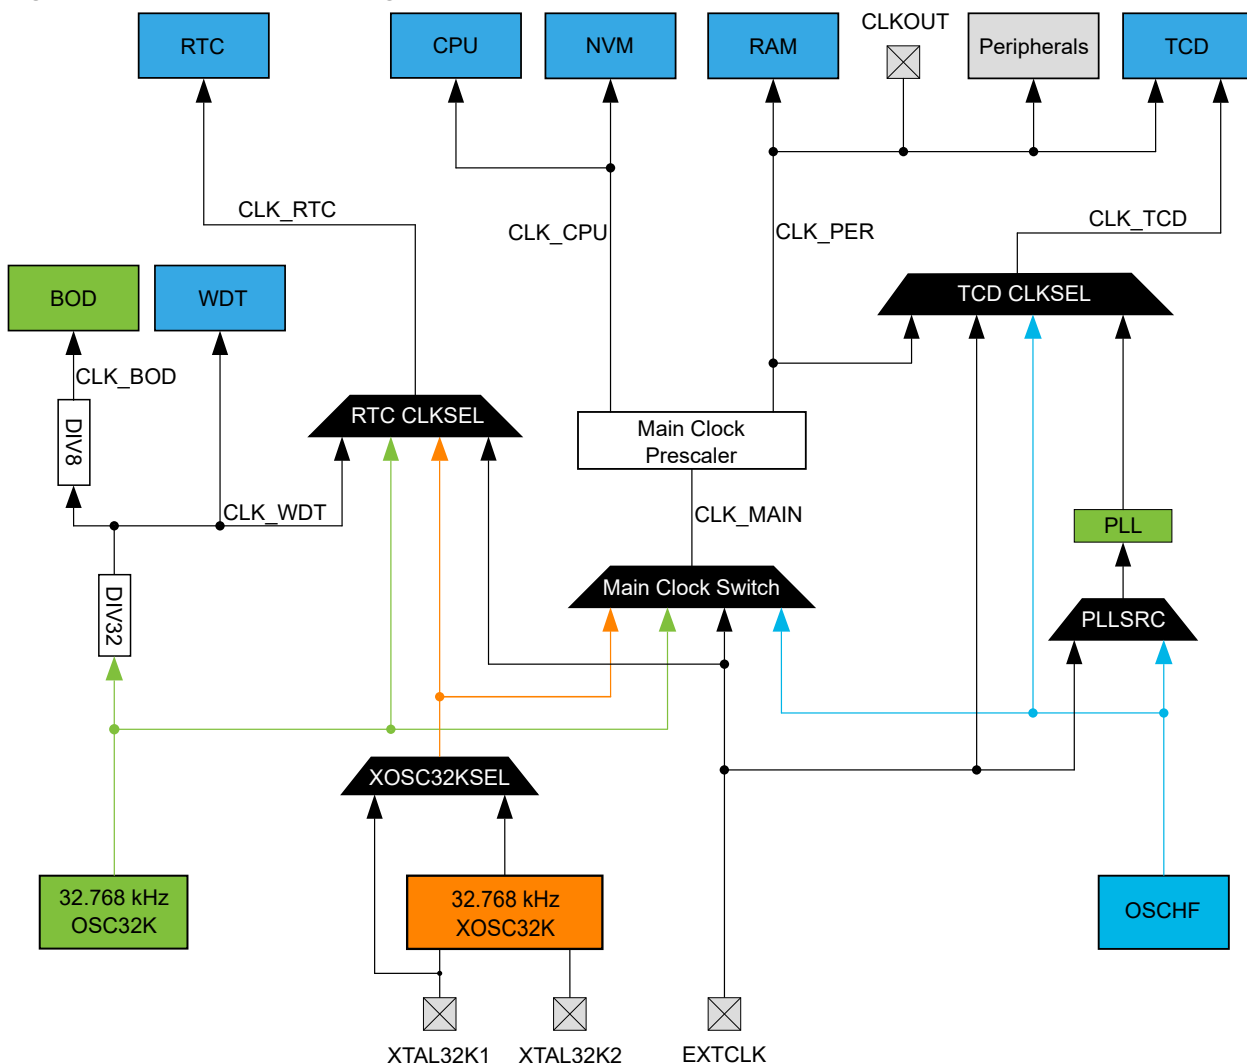 CLKOUT
RTC
CPU
NVM
RAM
Peripherals
TCD
CLK_RTC
CLK_CPU
CLK_PER
CLK_TCD
BOD
WDT
TCD CLKSEL
CLK_BOD
RTC CLKSEL
DIV8
Main Clock
Prescaler
CLK_WDT
CLK_MAIN
PLL
DIV32
Main Clock Switch
PLLSRC
XOSC32KSEL
32.768 kHz
OSC32K
32.768 kHz
XOSC32K
OSCHF
XTAL32K1
XTAL32K2
EXTCLK